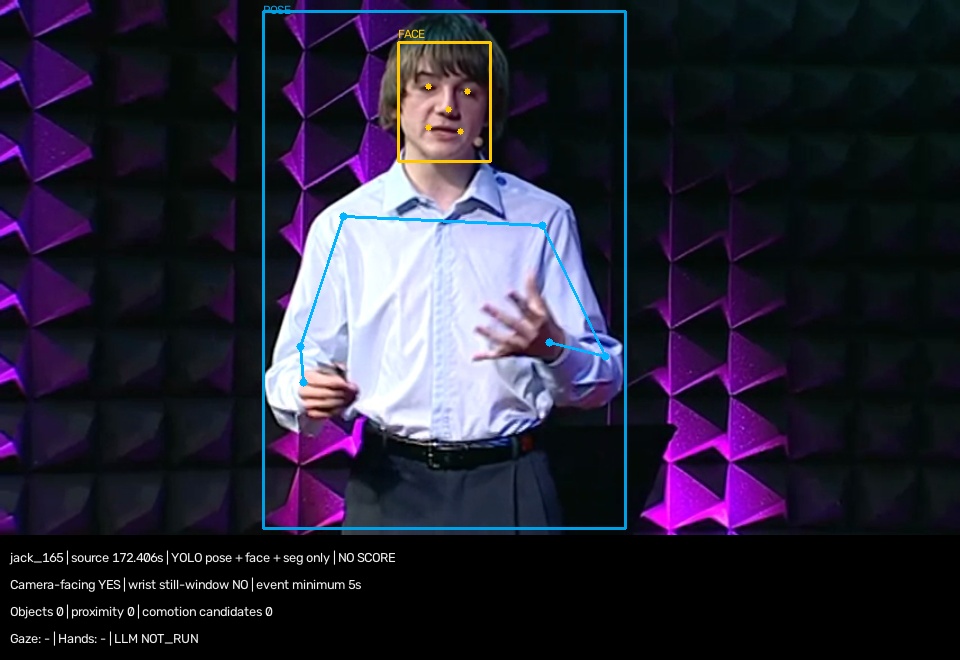 POSE
FACE
jack_165 | source 172.406s | YOLO pose + face + seg only | NO SCORE
Camera-facing YES | wrist still-window NO | event minimum 5s
Objects 0 | proximity 0 | comotion candidates 0
Gaze: - | Hands: - | LLM NOT_RUN